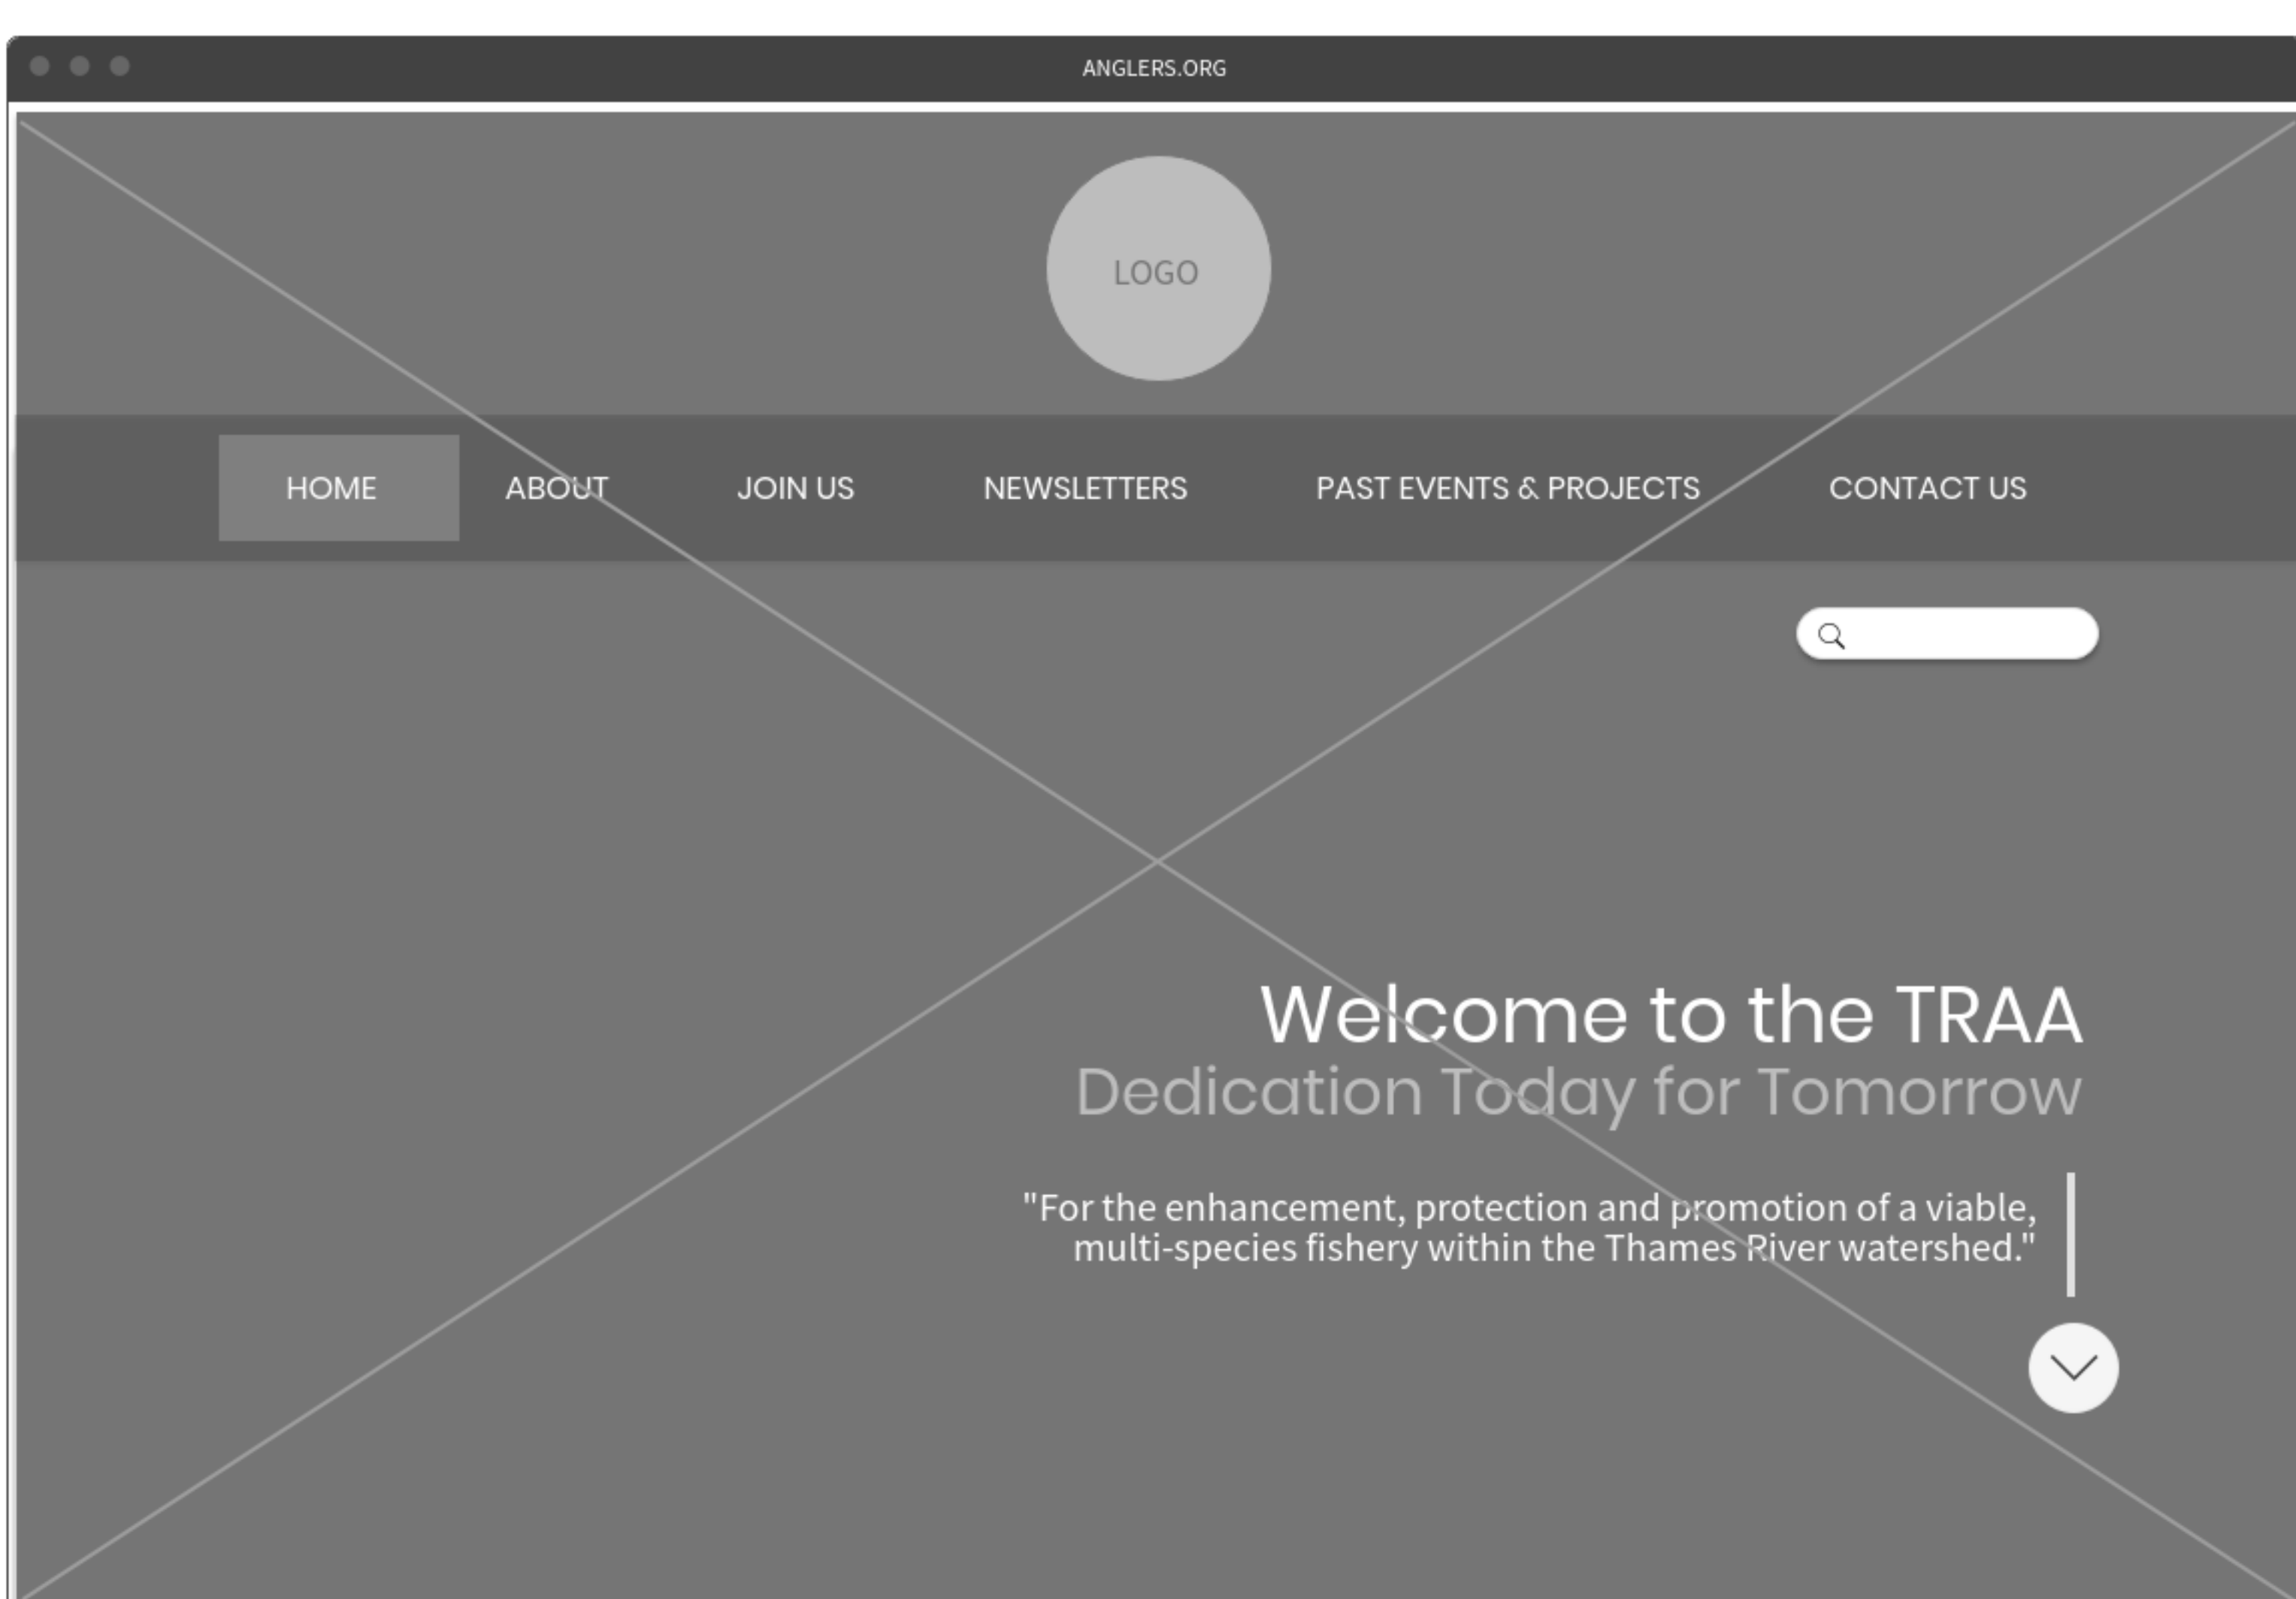 ANGLERS.ORG
LOGO
HOME ABOUT JOIN US NEWSLETTERS PAST EVENTS & PROJECTS CONTACT US
Welcome to the TRAA
Dedication Today for Tomorrow
"For the enhancement, protection and promotion of a viable,
multi-species fishery within the Thames River watershed."